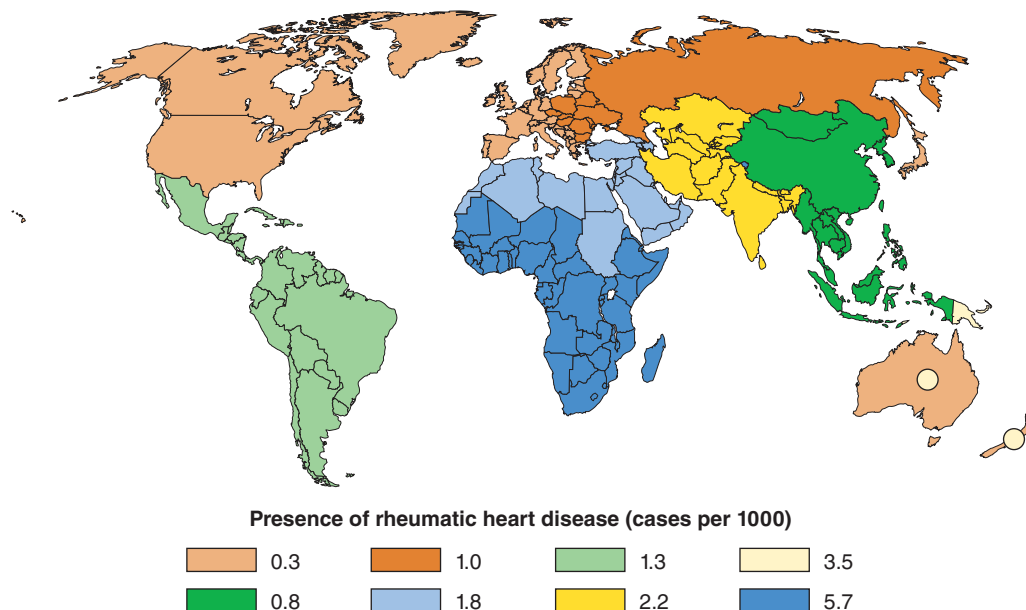 Presence of rheumatic heart disease (cases per 1000)
0.3 1.0 1.3 3.5
0.8 1.8 2.2 5.7